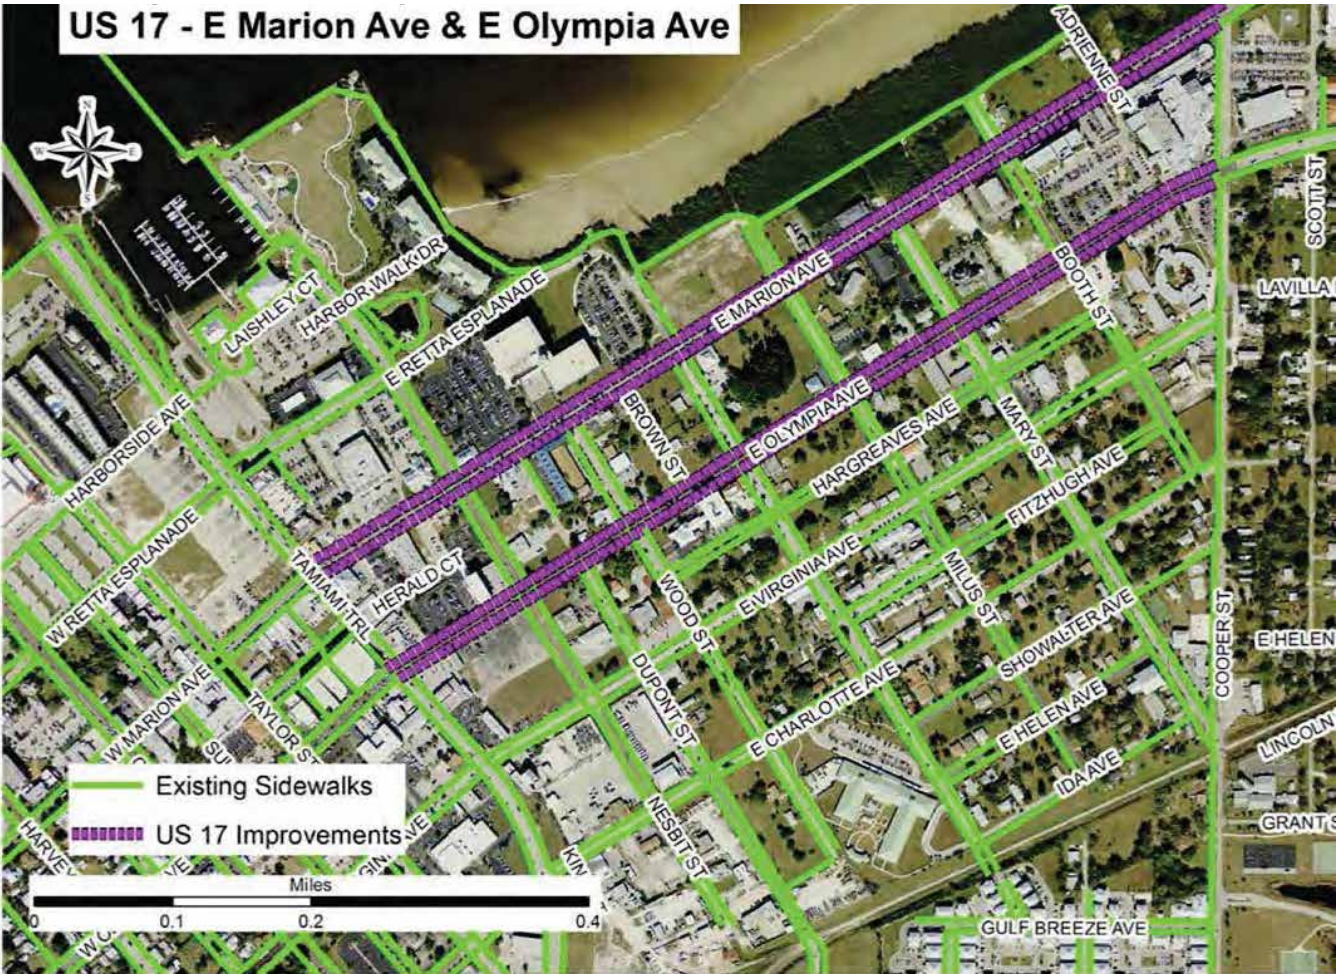 US 17 - E Marion Ave & E Olympia Ave
ADRIENNE ST
N
W
E
S
SCOTT ST
LAISHLEY CT
HARBOR WALK DR
E RETTA ESPLANADE
E MARION AVE
BOOTH ST
LAVILLA
HARBORSIDE AVE
BROWN ST
E OLYMPIA AVE
HARGREAVES AVE
MARY ST
FITZHUGH AVE
W RETTA ESPLANADE
TAMIAMI TRL
HERALD CT
WOOD ST
E VIRGINIA AVE
MILUS ST
SHOWALTER AVE
COOPER ST
E HELEN
W MARION AVE
TAYLOR ST
DUPONT ST
E CHARLOTTE AVE
E HELEN AVE
IDA AVE
LINCOLN
Existing Sidewalks
US 17 Improvements
NESBIT ST
GRANT S
HARVEY
Miles
0 0.1 0.2 0.4
GULF BREEZE AVE